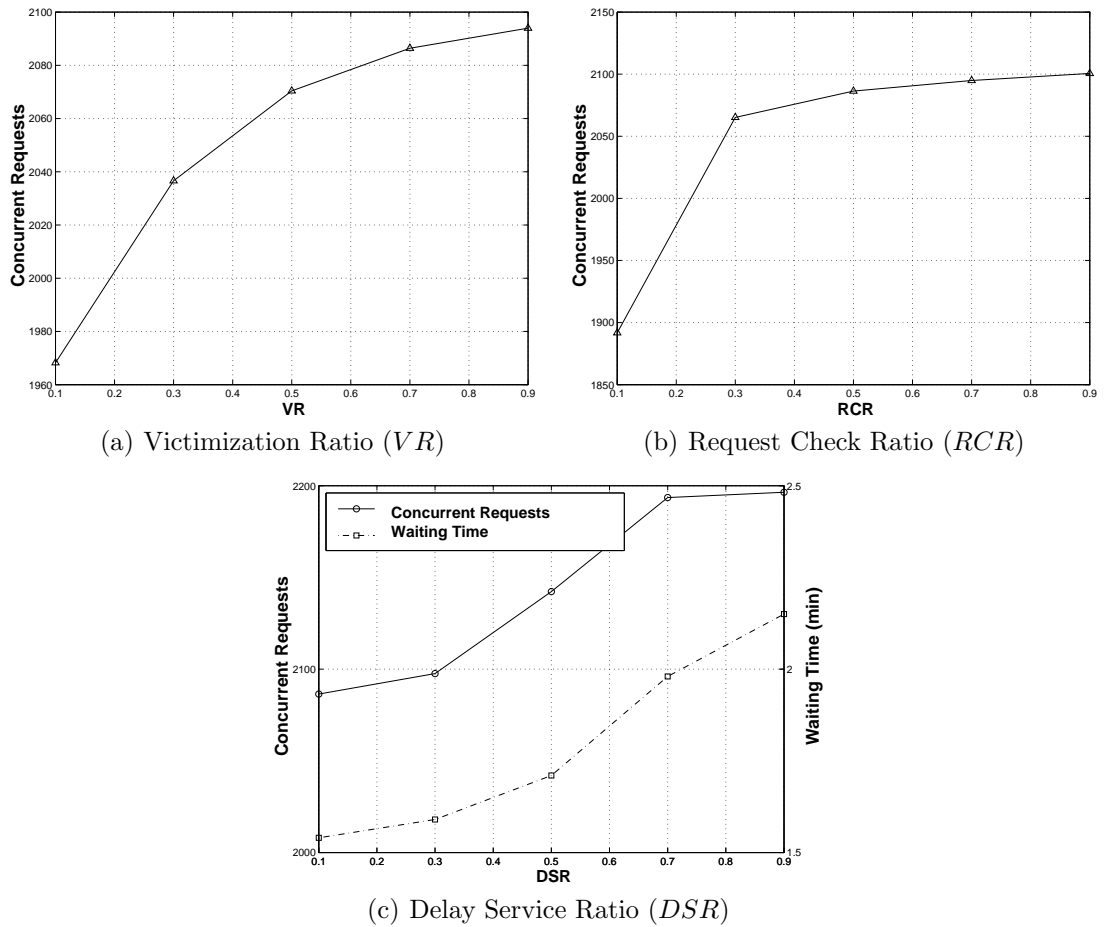 2100
2080
2060
2040
2020
2000
1980
1960
Concurrent Requests
0.1 0.2 0.3 0.4 0.5 0.6 0.7 0.8 0.9
VR
(a) Victimization Ratio (VR)
2150
2100
2050
2000
1950
1900
1850
Concurrent Requests
0.1 0.2 0.3 0.4 0.5 0.6 0.7 0.8 0.9
RCR
(b) Request Check Ratio (RCR)
2200
2100
2000
Concurrent Requests
Concurrent Requests
Waiting Time
2.5
2
1.5
Waiting Time (min)
0.1 0.2 0.3 0.4 0.5 0.6 0.7 0.8 0.9
DSR
(c) Delay Service Ratio (DSR)